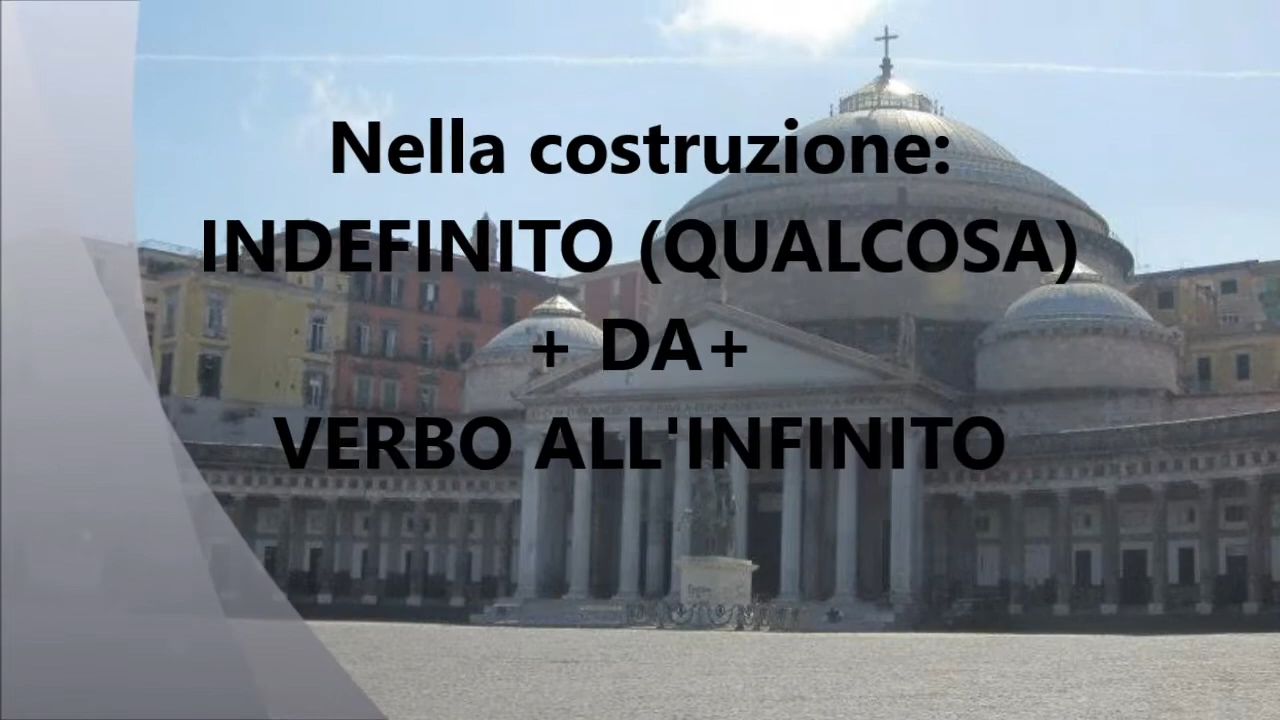 Nella costruzione:
INDEFINITO (QUALCOSA)
+ DA+
VERBO ALL'INFINITO